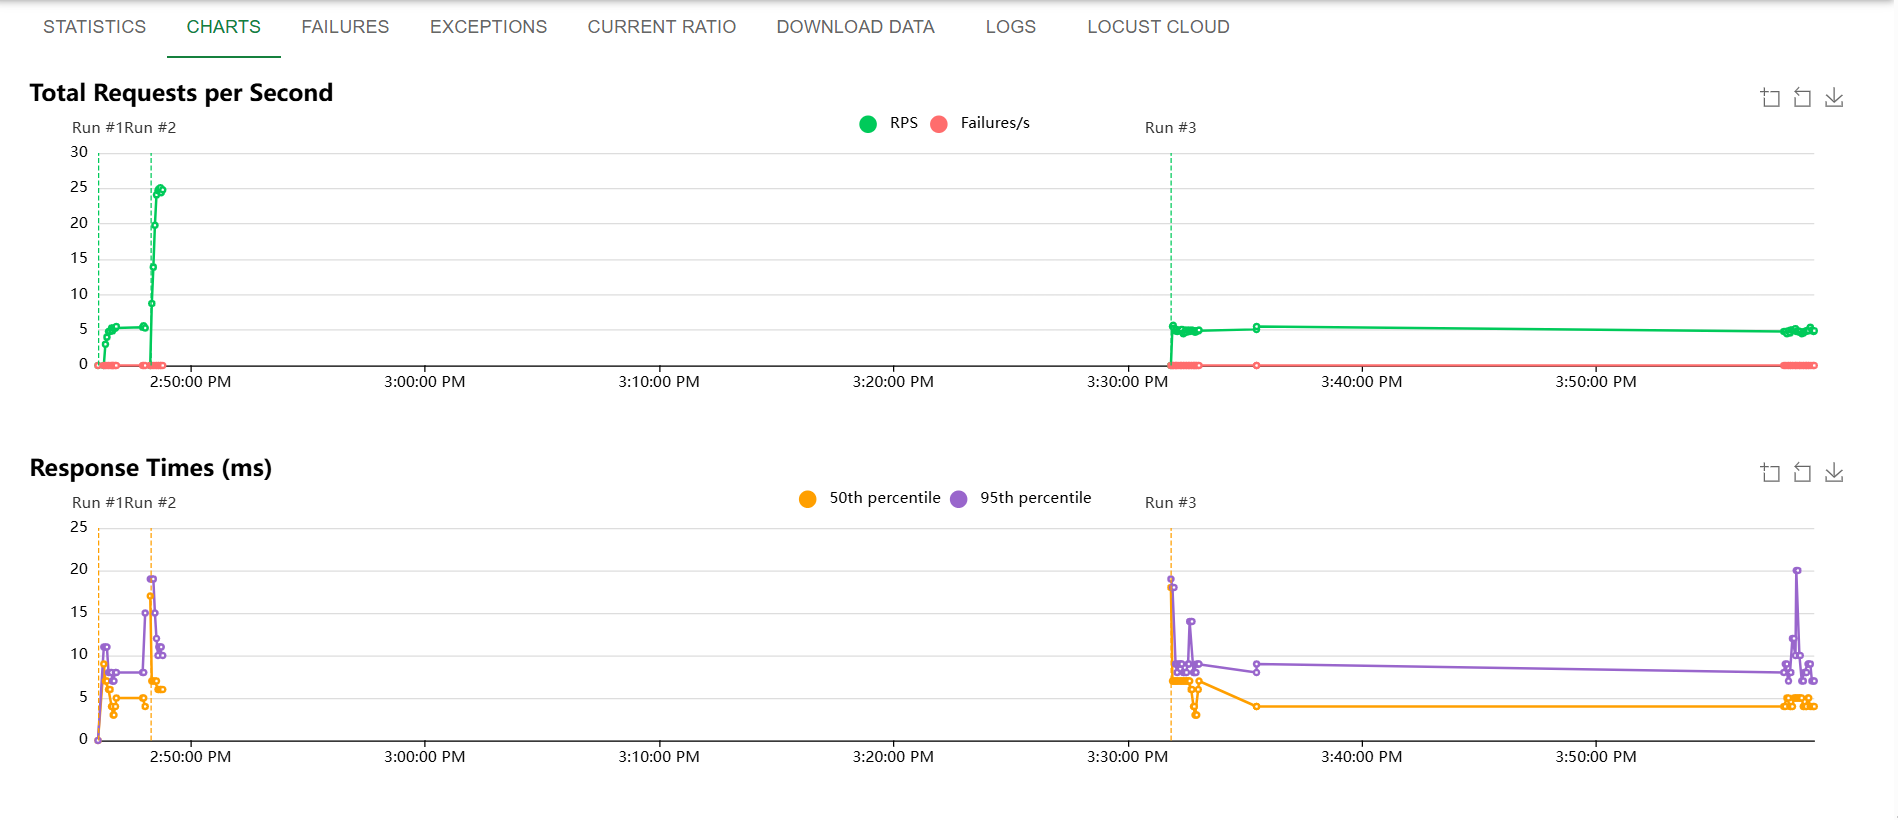 STATISTICS CHARTS FAILURES EXCEPTIONS CURRENT RATIO DOWNLOAD DATA LOGS LOCUST CLOUD
Total Requests per Second
RPS Failures/s
Run #1Run #2 Run #3
30
25
20
15
10
5
0
2:50:00 PM 3:00:00 PM 3:10:00 PM 3:20:00 PM 3:30:00 PM 3:40:00 PM 3:50:00 PM
Response Times (ms)
50th percentile 95th percentile
Run #1Run #2 Run #3
25
20
15
10
5
0
2:50:00 PM 3:00:00 PM 3:10:00 PM 3:20:00 PM 3:30:00 PM 3:40:00 PM 3:50:00 PM